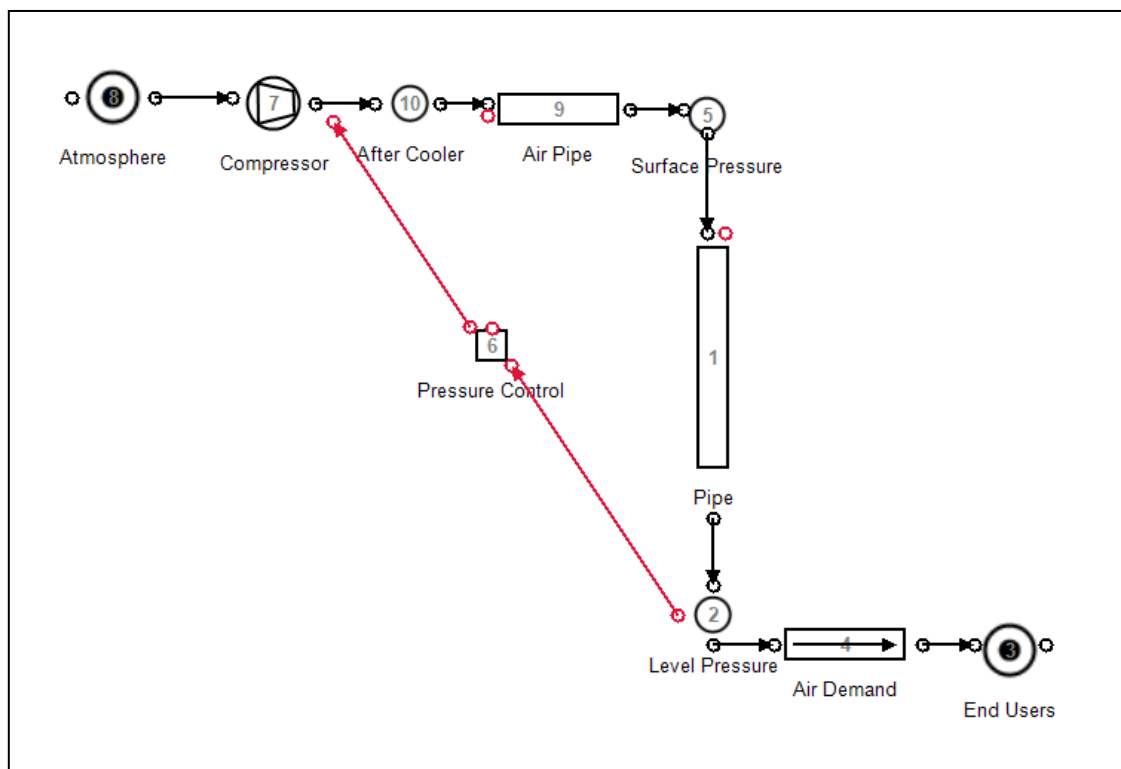 8
7
10
9
5
Atmosphere
Compressor
After Cooler
Air Pipe
Surface Pressure
6
Pressure Control
1
Pipe
2
Level Pressure
4
Air Demand
3
End Users